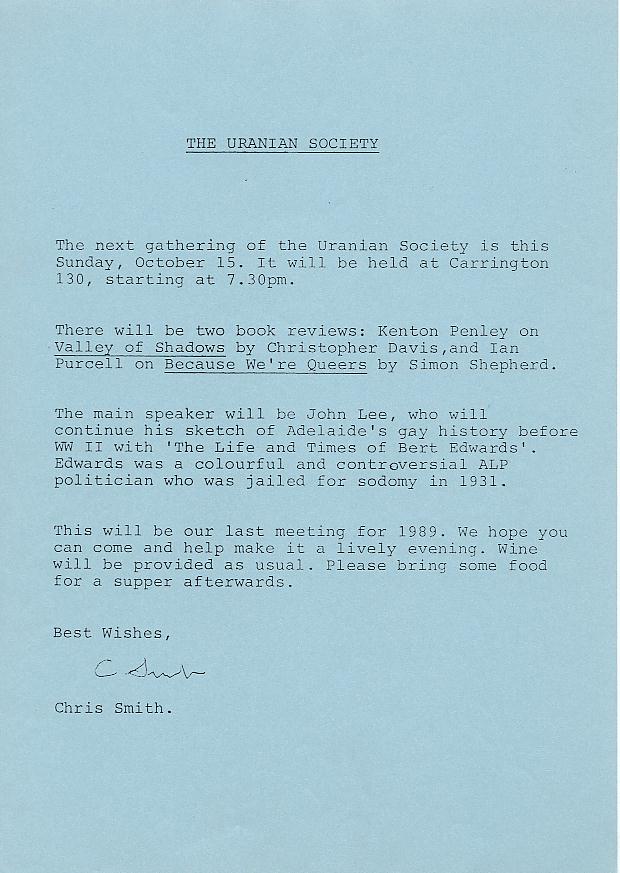 THE URANIAN SOCIETY
The next gathering of the Uranian Society is this
Sunday, October 15. It will be held at Carrington
130, starting at 7.30pm.
There will be two book reviews: Kenton Penley on
Valley of Shadows by Christopher Davis,and Ian
Purcell on Because We're Queers by Simon Shepherd.
The main speaker will be John Lee, who will
continue his sketch of Adelaide's gay history before
WW II with 'The Life and Times of Bert Edwards'.
Edwards was a colourful and controversial ALP
politician who was jailed for sodomy in 1931.
This will be our last meeting for 1989. We hope you
can come and help make it a lively evening. Wine
will be provided as usual. Please bring some food
for a supper afterwards.
Best Wishes,
C Smith
Chris Smith.